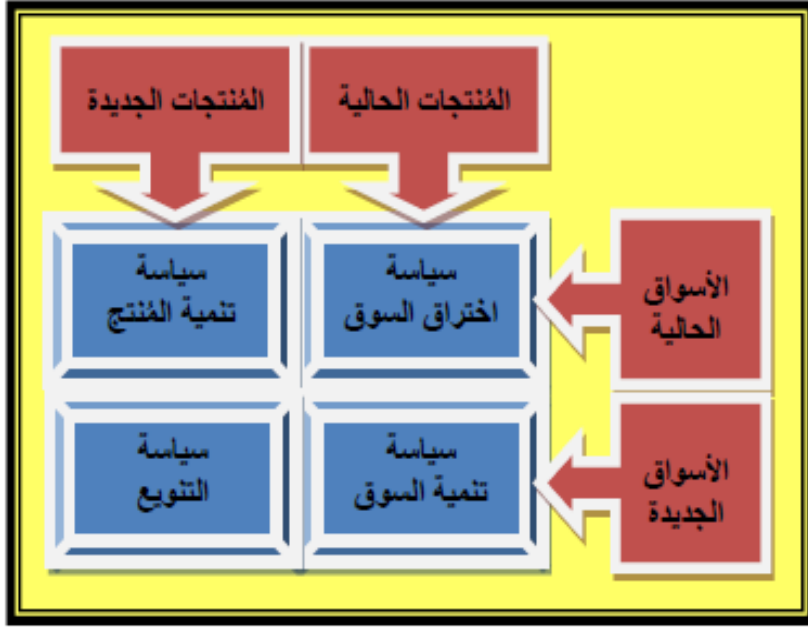 المُنتجات الحالية
المُنتجات الجديدة
الأسواق
الحالية
سياسة
اختراق السوق
سياسة
تنمية المُنتج
الأسواق
الجديدة
سياسة
تنمية السوق
سياسة
التنويع